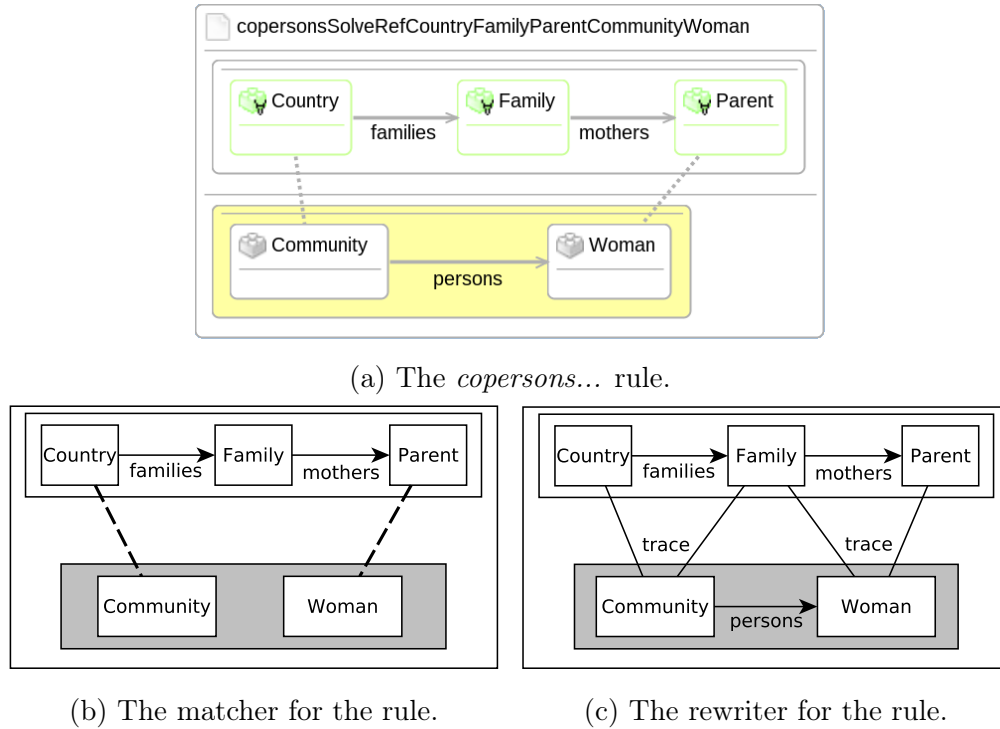 copersonsSolveRefCountryFamilyParentCommunityWoman
Country Family Parent
families mothers
Community Woman
persons
(a) The copersons... rule.
Country Family Parent
families mothers
Community Woman
(b) The matcher for the rule.
Country Family Parent
families mothers
trace trace
Community Woman
persons
(c) The rewriter for the rule.